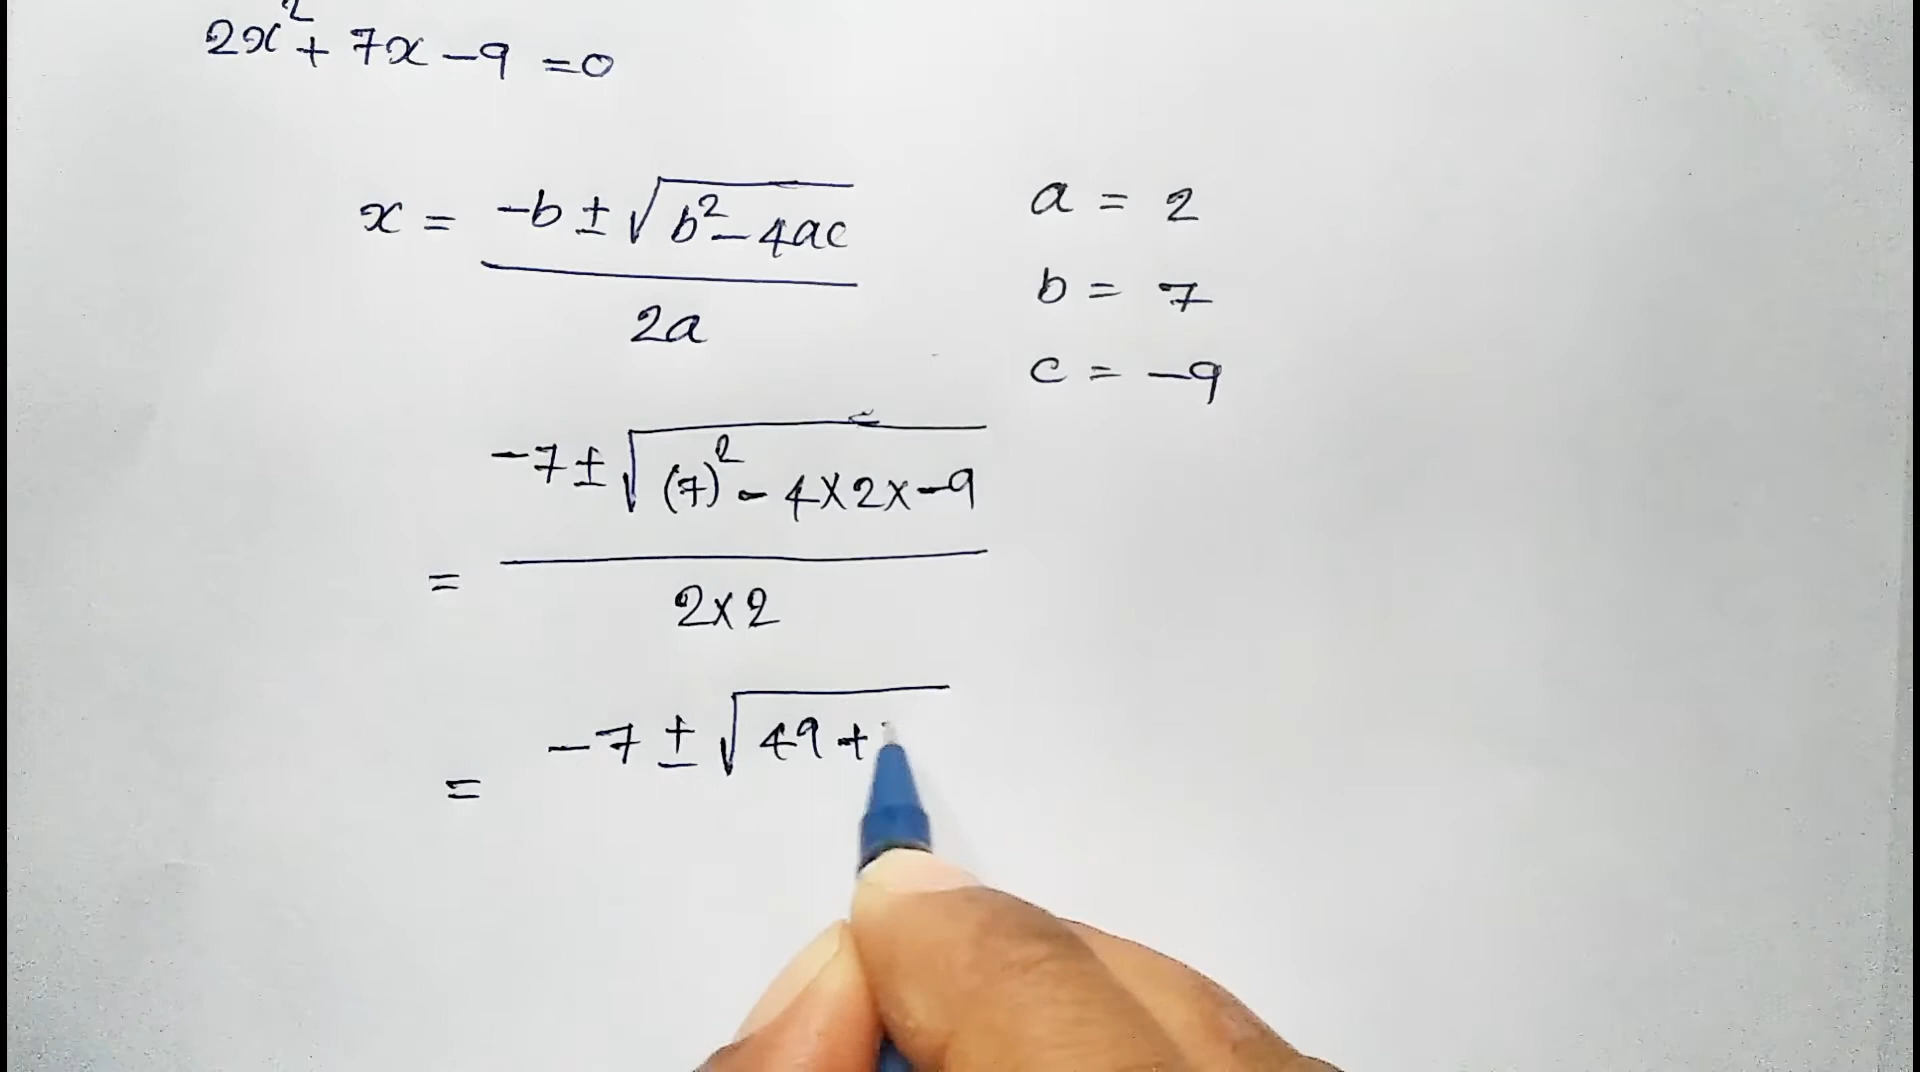 2x² + 7x - 9 = 0
x = -b ± √b² - 4ac
2a
a = 2
b = 7
c = -9
-7 ± √(7)² - 4 x 2 x -9
=
2 x 2
= -7 ± √49 +